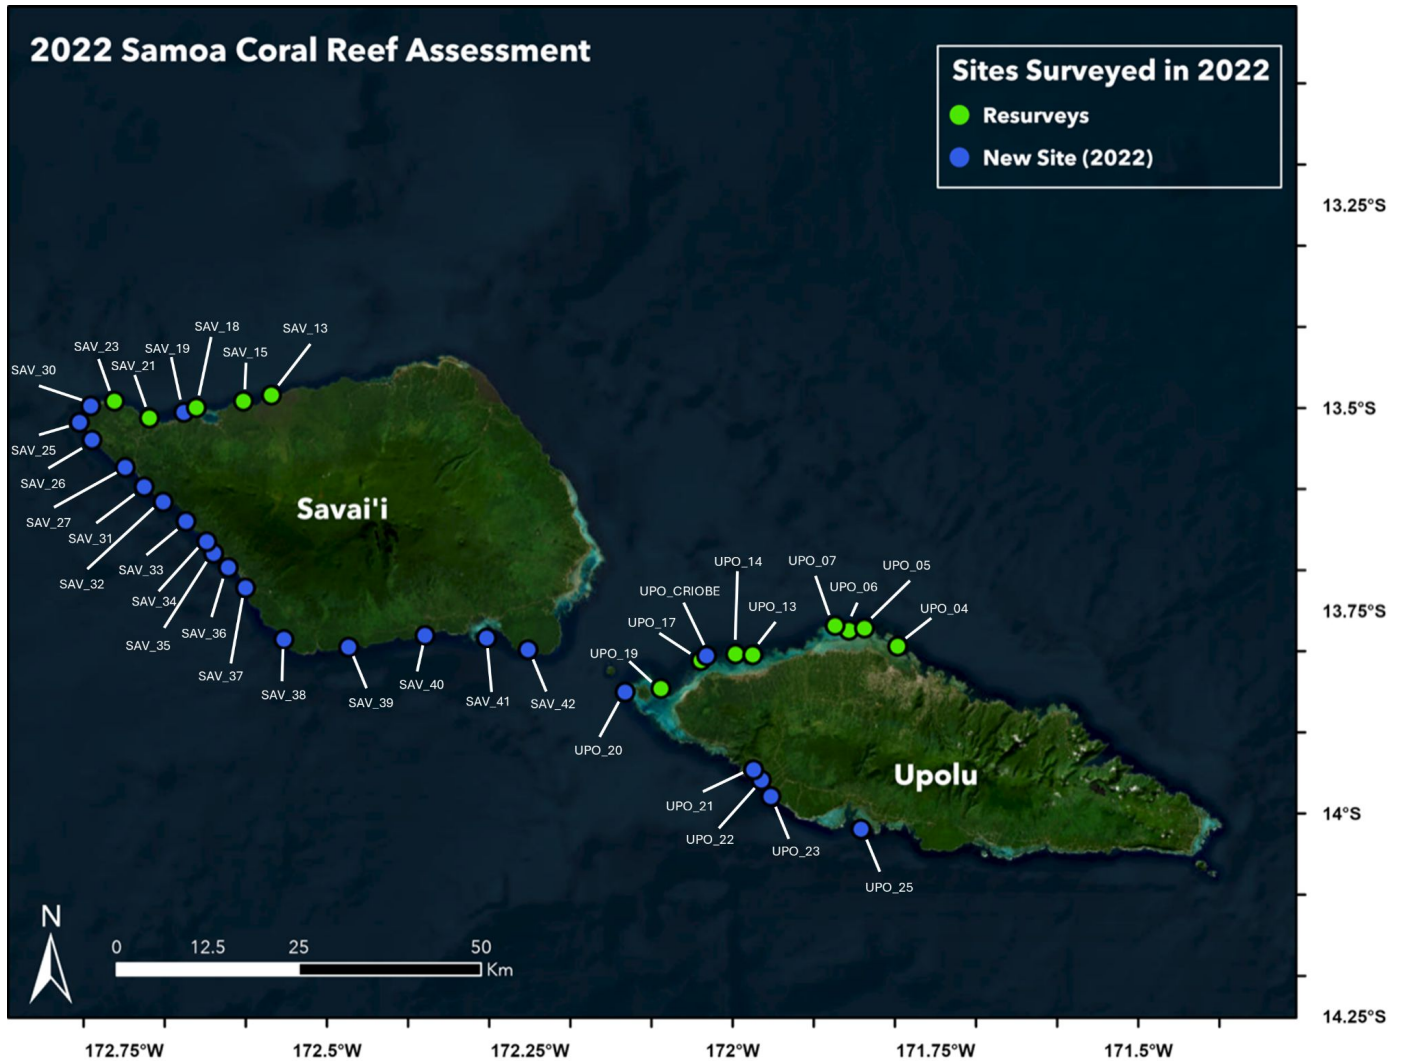 2022 Samoa Coral Reef Assessment
Sites Surveyed in 2022
Resurveys
New Site (2022)
13.25°S
13.5°S
13.75°S
14°S
14.25°S
SAV_18
SAV_13
SAV_23
SAV_19
SAV_15
SAV_21
SAV_30
SAV_25
SAV_26
SAV_27
SAV_31
SAV_32
SAV_33
SAV_34
SAV_35
SAV_36
SAV_37
SAV_38
SAV_39
SAV_40
SAV_41
SAV_42
Savai'i
UPO_14
UPO_07
UPO_05
UPO_06
UPO_CRIOBE
UPO_13
UPO_04
UPO_17
UPO_19
UPO_20
UPO_21
UPO_22
UPO_23
UPO_25
Upolu
N
0 12.5 25 50
Km
172.75°W 172.5°W 172.25°W 172°W 171.75°W 171.5°W